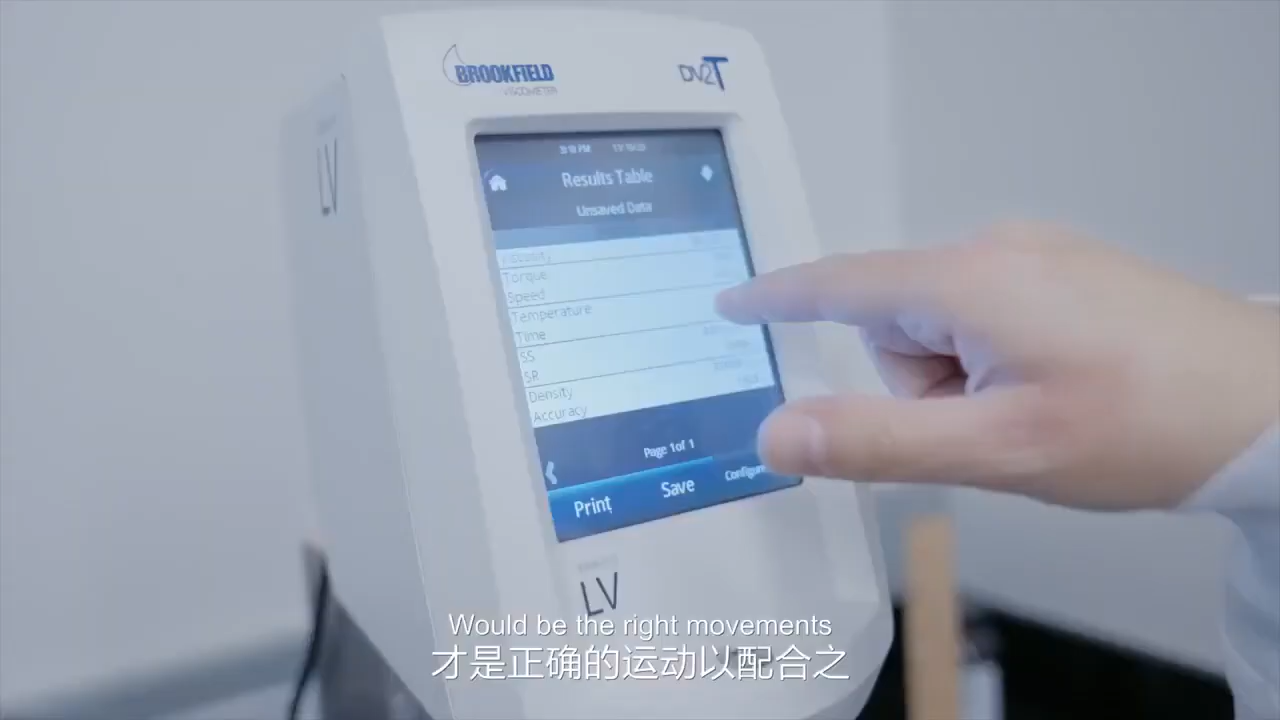 BROOKFIELD
VISCOMETER
DV2T
LV
Results Table
Unsaved Data
Viscosity
Torque
Speed
Temperature
Time
SS
SR
Density
Accuracy
Page 1 of 1
Print
Save
LV
Would be the right movements
才是正确的运动以配合之